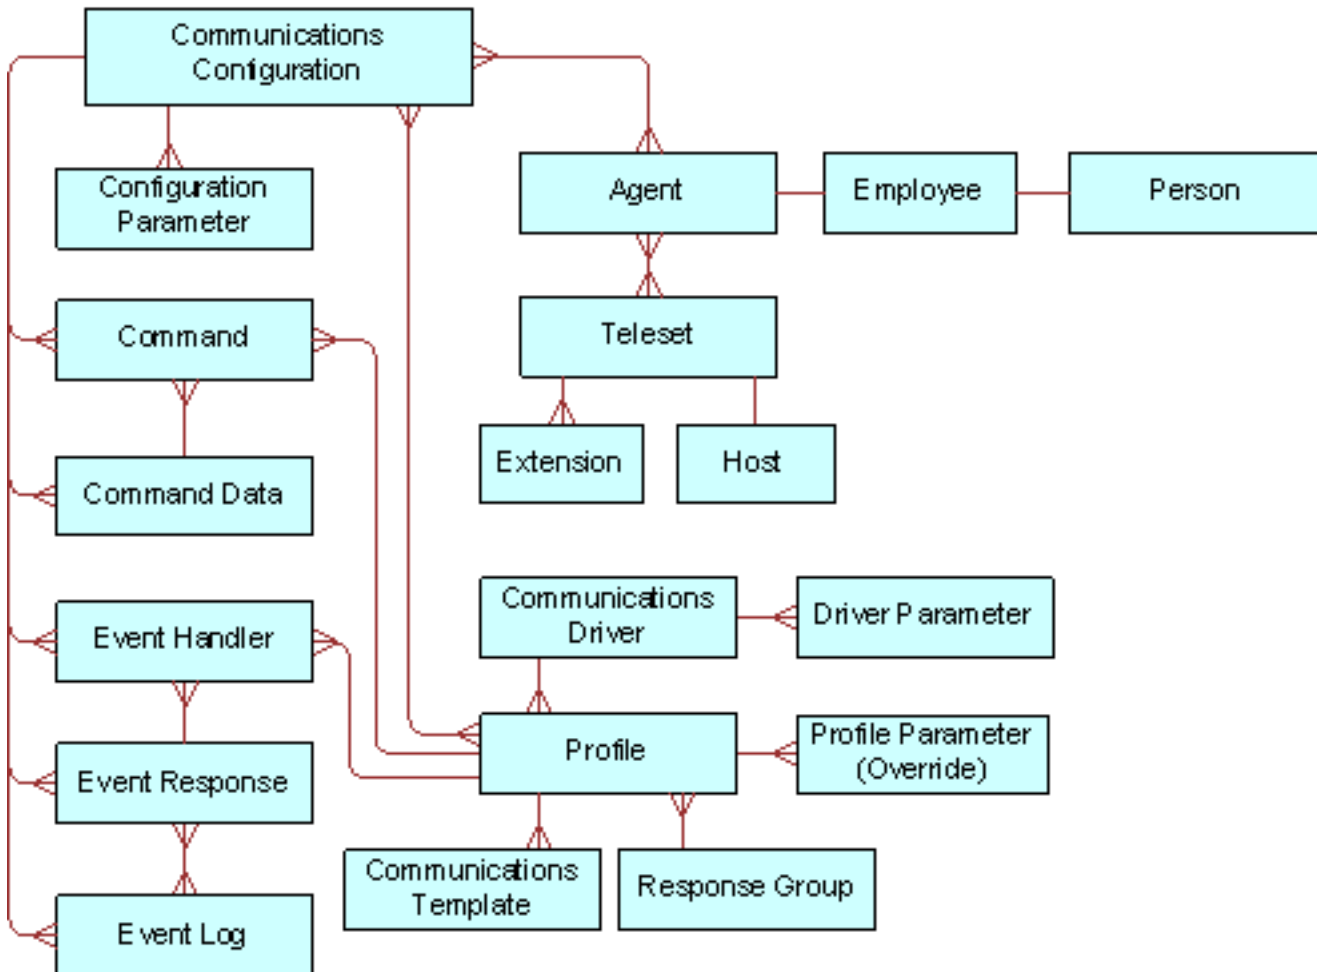 Communications
Configuration
Configuration
Parameter
Agent
Employee
Person
Command
Teleset
Extension
Host
Command Data
Communications
Driver
Driver Parameter
Event Handler
Profile
Profile Parameter
(Override)
Event Response
Communications
Template
Response Group
Event Log